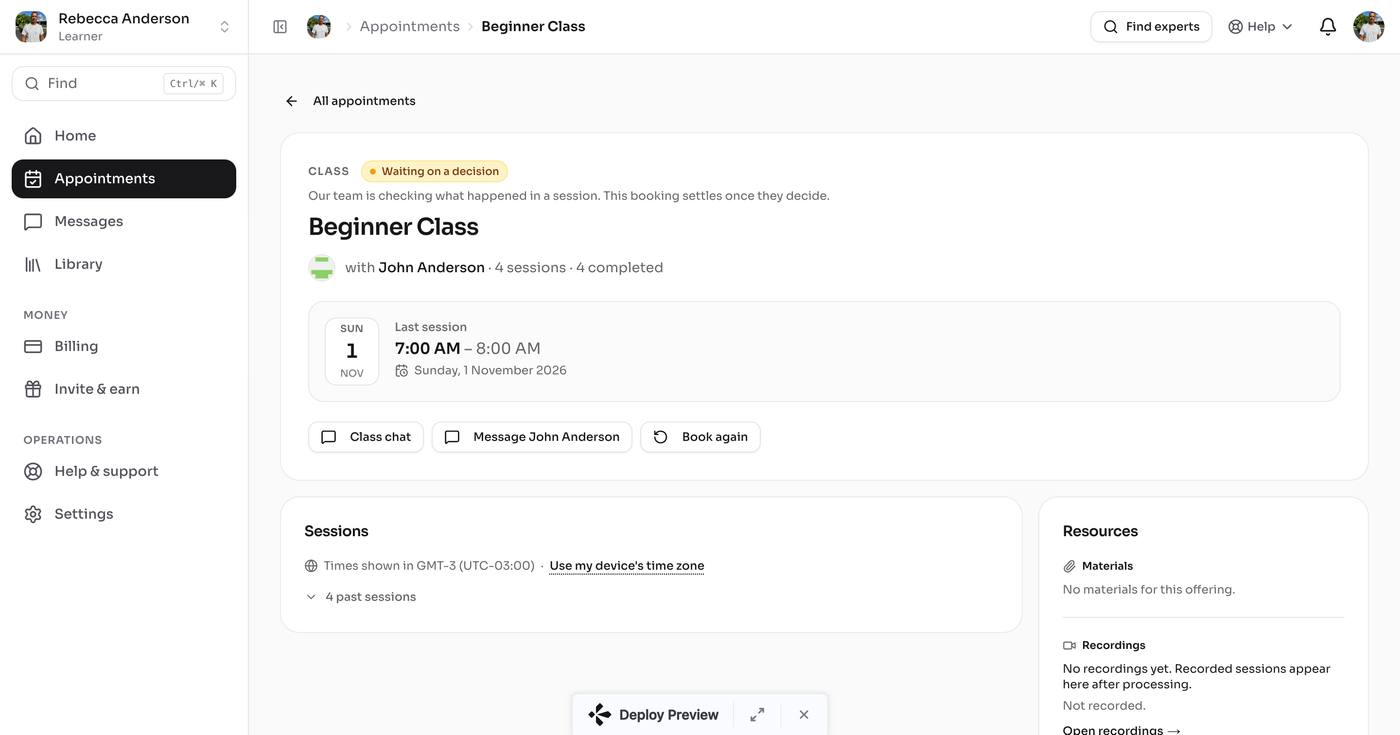 Rebecca Anderson
Learner
Appointments
Beginner Class
Find experts
Help
Find
Ctrl/⌘ K
Home
Appointments
Messages
Library
MONEY
Billing
Invite & earn
OPERATIONS
Help & support
Settings
All appointments
CLASS
Waiting on a decision
Our team is checking what happened in a session. This booking settles once they decide.
Beginner Class
with John Anderson · 4 sessions · 4 completed
SUN
1
NOV
Last session
7:00 AM – 8:00 AM
Sunday, 1 November 2026
Class chat
Message John Anderson
Book again
Sessions
Times shown in GMT-3 (UTC-03:00) · Use my device's time zone
4 past sessions
Resources
Materials
No materials for this offering.
Recordings
No recordings yet. Recorded sessions appear
here after processing.
Not recorded.
Open recordings →
Deploy Preview